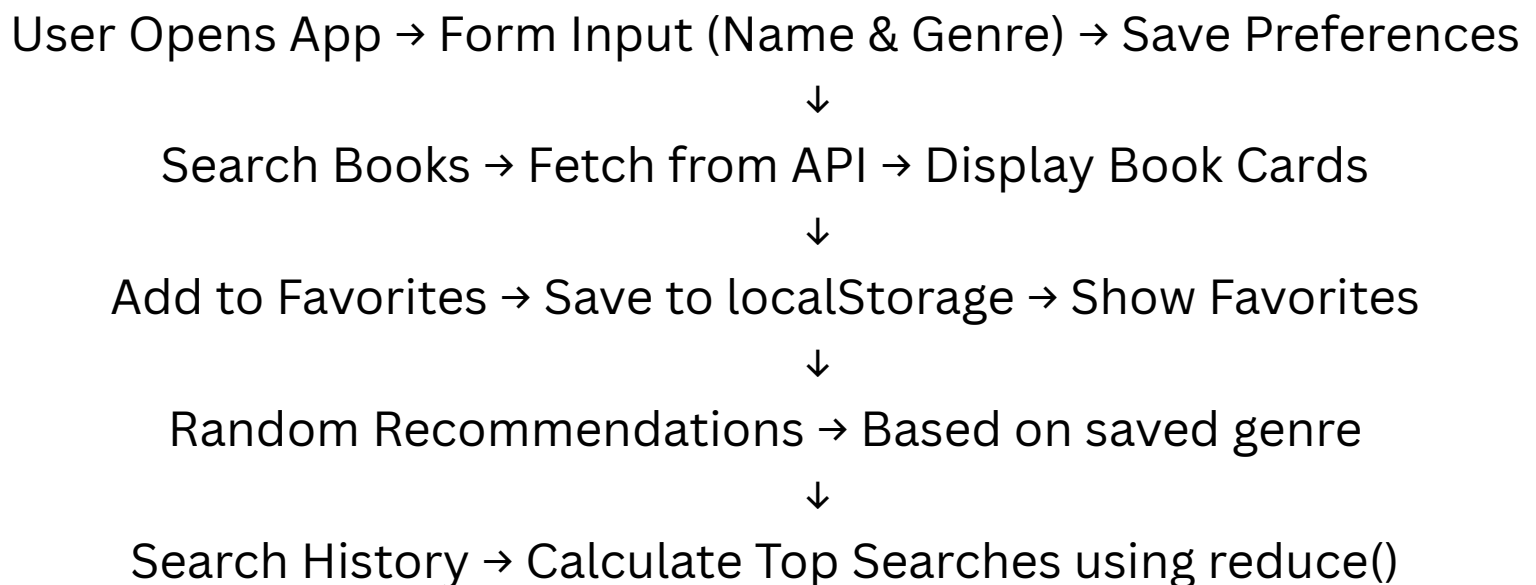 User Opens App → Form Input (Name & Genre) → Save Preferences
↓
Search Books → Fetch from API → Display Book Cards
↓
Add to Favorites → Save to localStorage → Show Favorites
↓
Random Recommendations → Based on saved genre
↓
Search History → Calculate Top Searches using reduce()